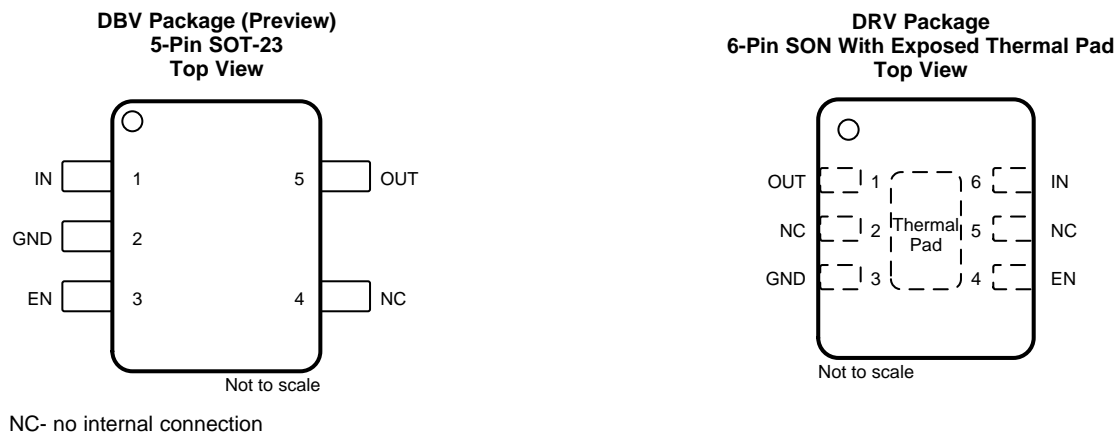 DBV Package (Preview)
5-Pin SOT-23
Top View
IN
1
5
OUT
GND
2
EN
3
4
NC
Not to scale
DRV Package
6-Pin SON With Exposed Thermal Pad
Top View
OUT
1
6
IN
NC
2
Thermal
Pad
5
NC
GND
3
4
EN
Not to scale
NC- no internal connection